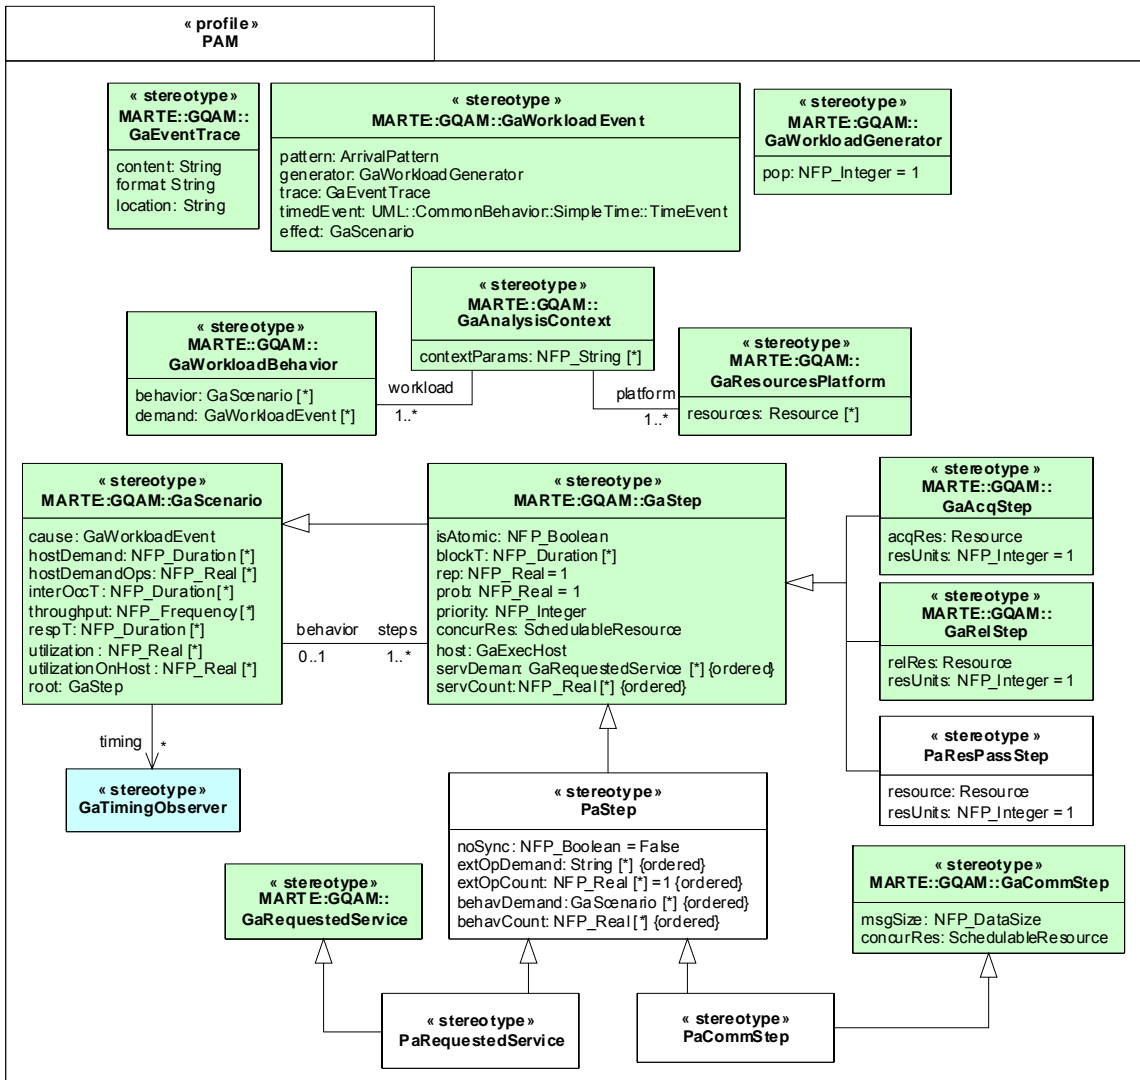 « profile »
PAM
« stereotype »
MARTE::GQAM::
GaEventTrace
content: String
format: String
location: String
« stereotype »
MARTE::GQAM::GaWorkloadEvent
pattern: ArrivalPattern
generator: GaWorkloadGenerator
trace: GaEventTrace
timedEvent: UML::CommonBehavior::SimpleTime::TimeEvent
effect: GaScenario
« stereotype »
MARTE::GQAM::
GaWorkloadGenerator
pop: NFP_Integer = 1
« stereotype »
MARTE::GQAM::
GaAnalysisContext
contextParams: NFP_String [*]
« stereotype »
MARTE::GQAM::
GaWorkloadBehavior
behavior: GaScenario [*]
demand: GaWorkloadEvent [*]
workload
1..*
platform
1..*
« stereotype »
MARTE::GQAM::
GaResourcesPlatform
resources: Resource [*]
« stereotype »
MARTE::GQAM::GaScenario
cause: GaWorkloadEvent
hostDemand: NFP_Duration [*]
hostDemandOps: NFP_Real [*]
interOccT: NFP_Duration [*]
throughput: NFP_Frequency [*]
respT: NFP_Duration [*]
utilization : NFP_Real [*]
utilizationOnHost : NFP_Real [*]
root: GaStep
behavior steps
0..1 1..*
« stereotype »
MARTE::GQAM::GaStep
isAtomic: NFP_Boolean
blockT: NFP_Duration [*]
rep: NFP_Real = 1
prob: NFP_Real = 1
priority: NFP_Integer
concurRes: SchedulableResource
host: GaExecHost
servDeman: GaRequestedService [*] {ordered}
servCount: NFP_Real [*] {ordered}
« stereotype »
MARTE::GQAM::
GaAcqStep
acqRes: Resource
resUnits: NFP_Integer = 1
« stereotype »
MARTE::GQAM::
GaRelStep
relRes: Resource
resUnits: NFP_Integer = 1
« stereotype »
PaResPassStep
resource: Resource
resUnits: NFP_Integer = 1
timing *
« stereotype»
GaTimingObserver
« stereotype »
PaStep
noSync: NFP_Boolean = False
extOpDemand: String [*] {ordered}
extOpCount: NFP_Real [*] =1 {ordered}
behavDemand: GaScenario [*] {ordered}
behavCount: NFP_Real [*] {ordered}
« stereotype »
MARTE::GQAM::
GaRequestedService
« stereotype »
MARTE::GQAM::GaCommStep
msgSize: NFP_DataSize
concurRes: SchedulableResource
« stereotype »
PaRequestedService
« stereotype »
PaCommStep